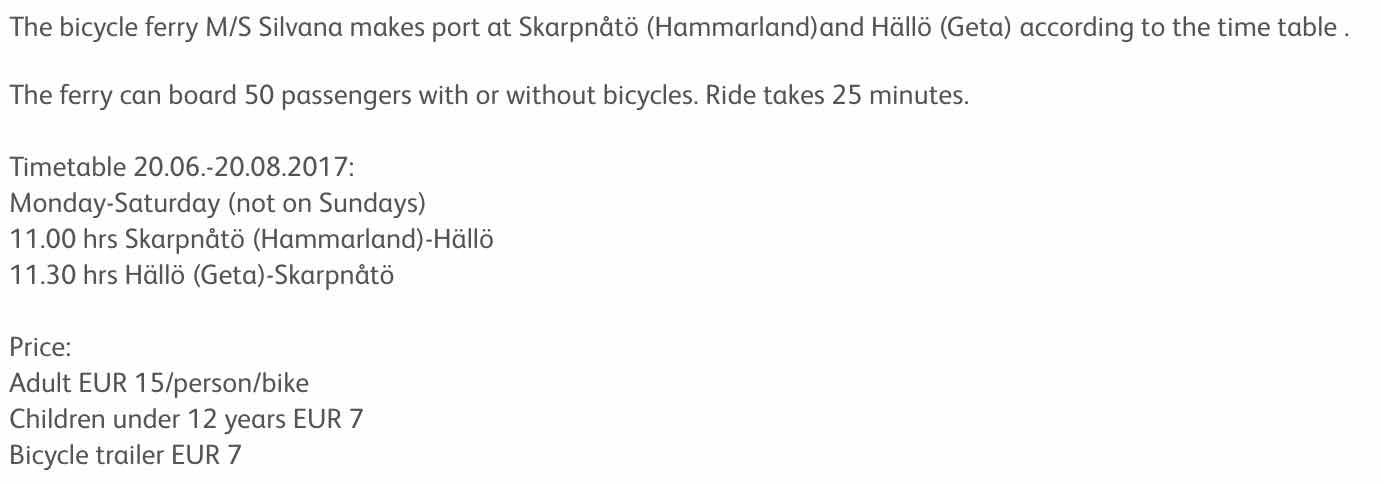 The bicycle ferry M/S Silvana makes port at Skarpnåtö (Hammarland)and Hällö (Geta) according to the time table .
The ferry can board 50 passengers with or without bicycles. Ride takes 25 minutes.
Timetable 20.06.-20.08.2017:
Monday-Saturday (not on Sundays)
11.00 hrs Skarpnåtö (Hammarland)-Hällö
11.30 hrs Hällö (Geta)-Skarpnåtö
Price:
Adult EUR 15/person/bike
Children under 12 years EUR 7
Bicycle trailer EUR 7